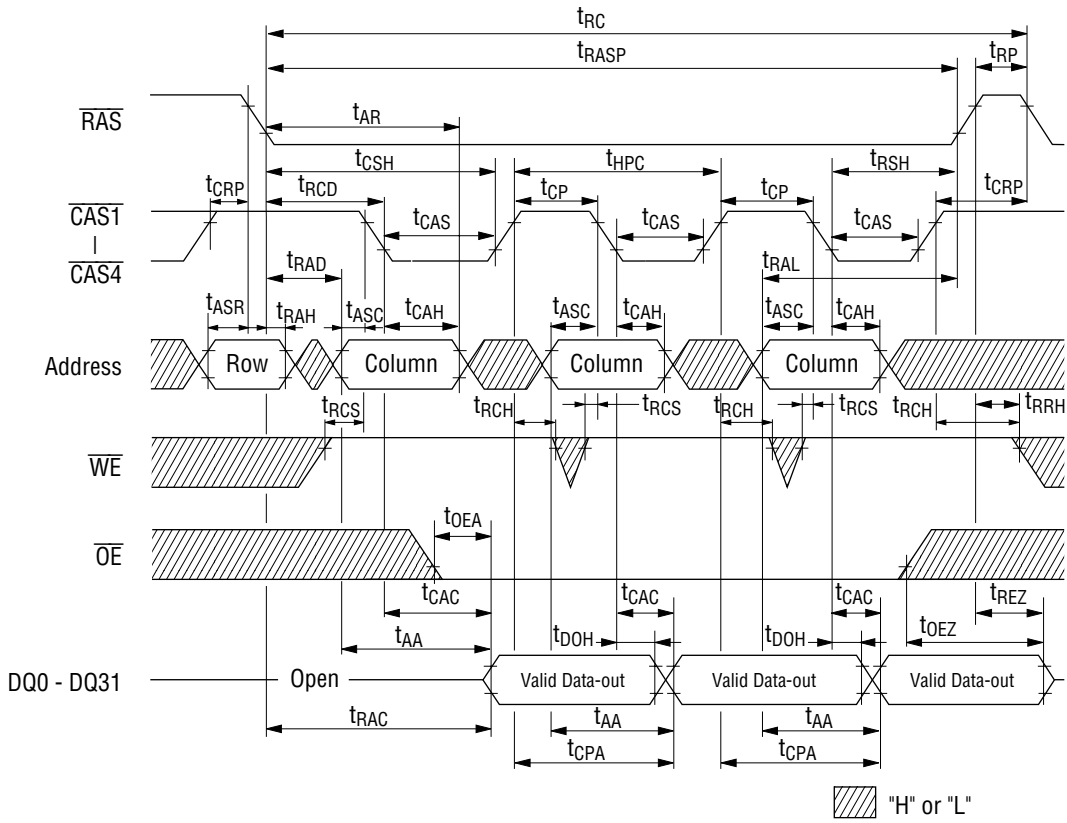 tRC
tRASP
tRP
RAS
tAR
tCSH
tHPC
tRSH
tCRP
tRCD
tCP
tCP
tCRP
CAS1
|
CAS4
tCAS
tCAS
tCAS
tRAD
tRAL
tASR
tRAH
tASC
tCAH
tASC
tCAH
tASC
tCAH
Address
Row
Column
Column
Column
tRCS
tRCH
tRCS
tRCH
tRCS
tRCH
tRRH
WE
tOEA
OE
tCAC
tCAC
tCAC
tREZ
tAA
tDOH
tDOH
tOEZ
DQ0 - DQ31
Open
Valid Data-out
Valid Data-out
Valid Data-out
tRAC
tAA
tAA
tCPA
tCPA
"H" or "L"